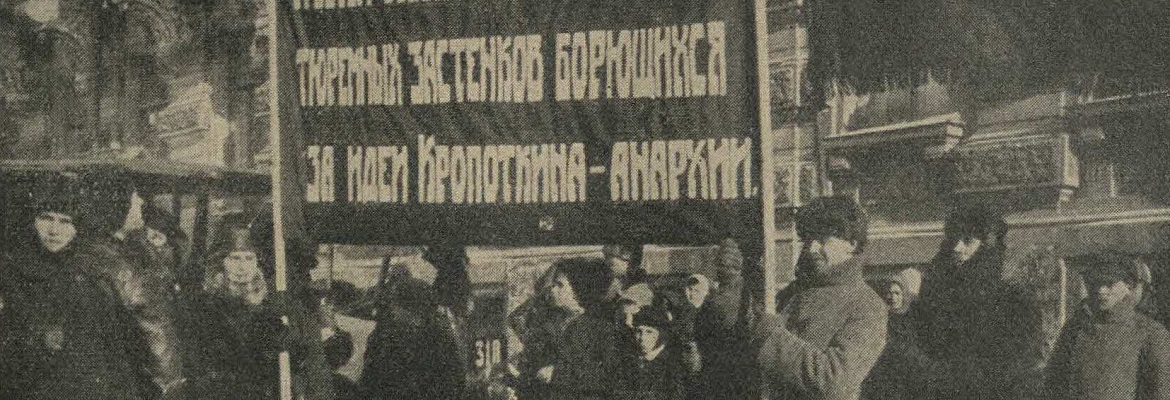 ТЮРЕМНЫХ ЗАСТЕНКОВ БОРЮЩИХСЯ
ЗА ИДЕИ КРОПОТКИНА – АНАРХИИ.